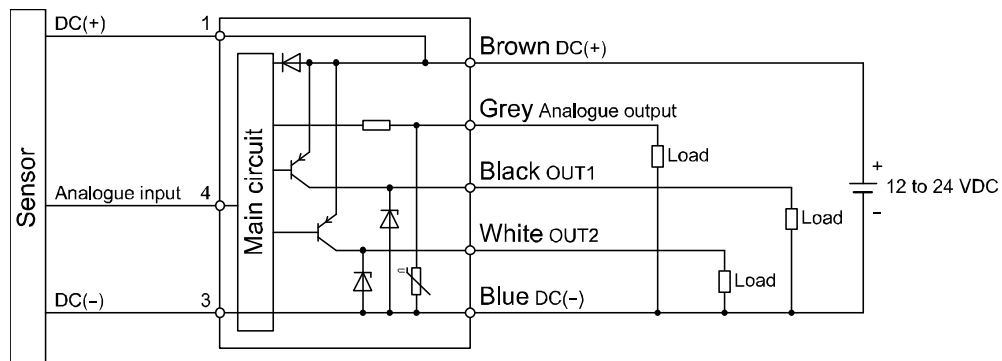 Sensor
DC(+) 1
Analogue input 4
DC(−) 3
Main circuit
Brown DC(+)
Grey Analogue output
Load
Black OUT1
Load
White OUT2
Load
Blue DC(−)
+
12 to 24 VDC
−